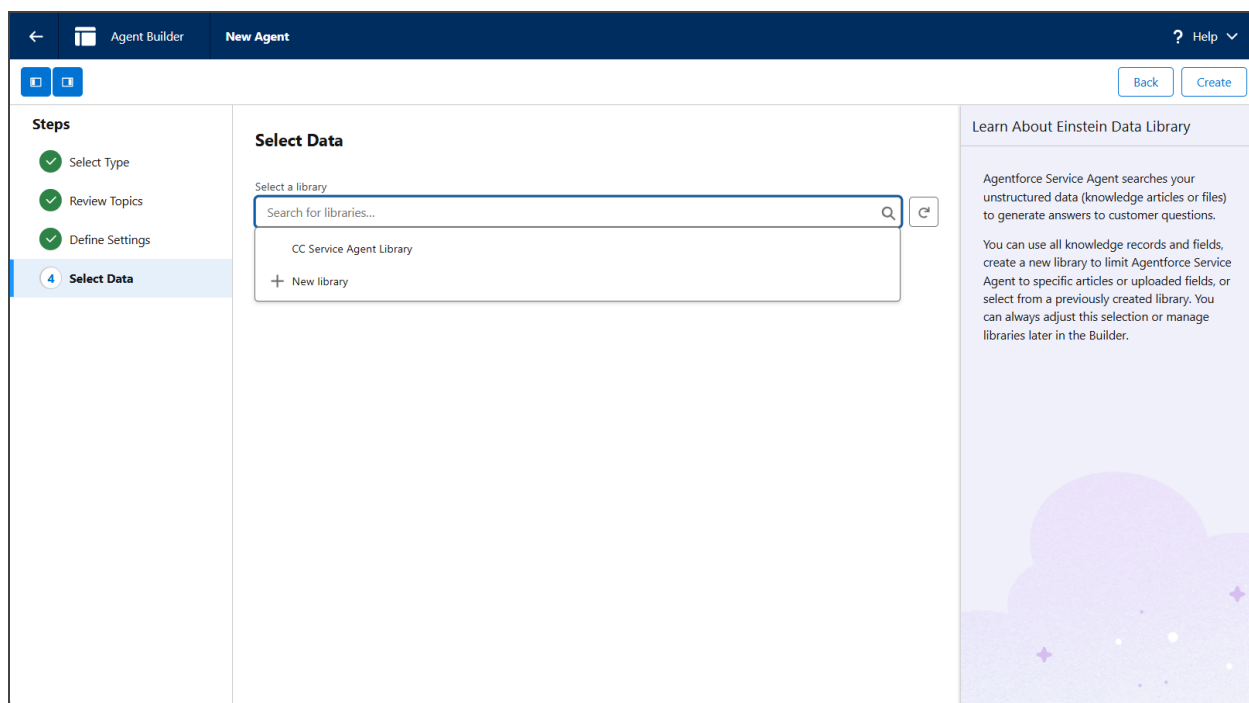 Agent Builder
New Agent
? Help
Back
Create
Steps
Select Type
Review Topics
Define Settings
4 Select Data
Select Data
Select a library
Search for libraries...
CC Service Agent Library
New library
Learn About Einstein Data Library
Agentforce Service Agent searches your
unstructured data (knowledge articles or files)
to generate answers to customer questions.
You can use all knowledge records and fields,
create a new library to limit Agentforce Service
Agent to specific articles or uploaded fields, or
select from a previously created library. You
can always adjust this selection or manage
libraries later in the Builder.